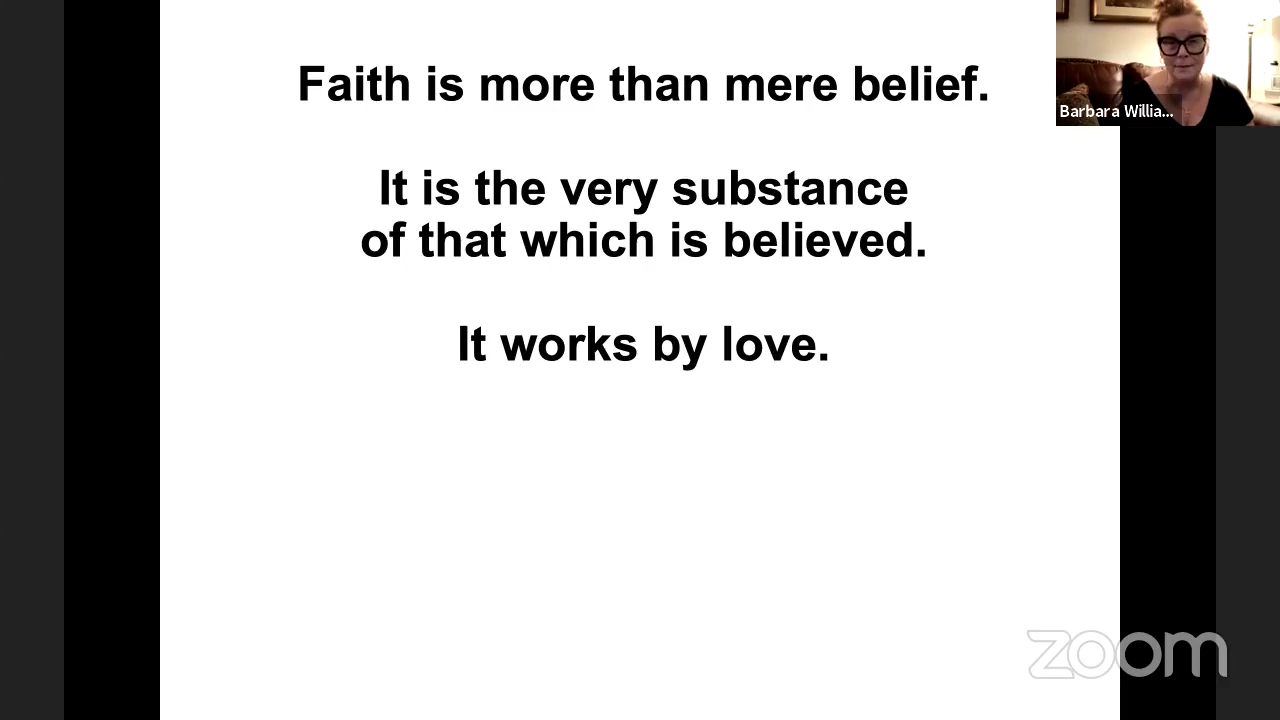 Faith is more than mere belief.
It is the very substance
of that which is believed.
It works by love.
Barbara Willia...
zoom